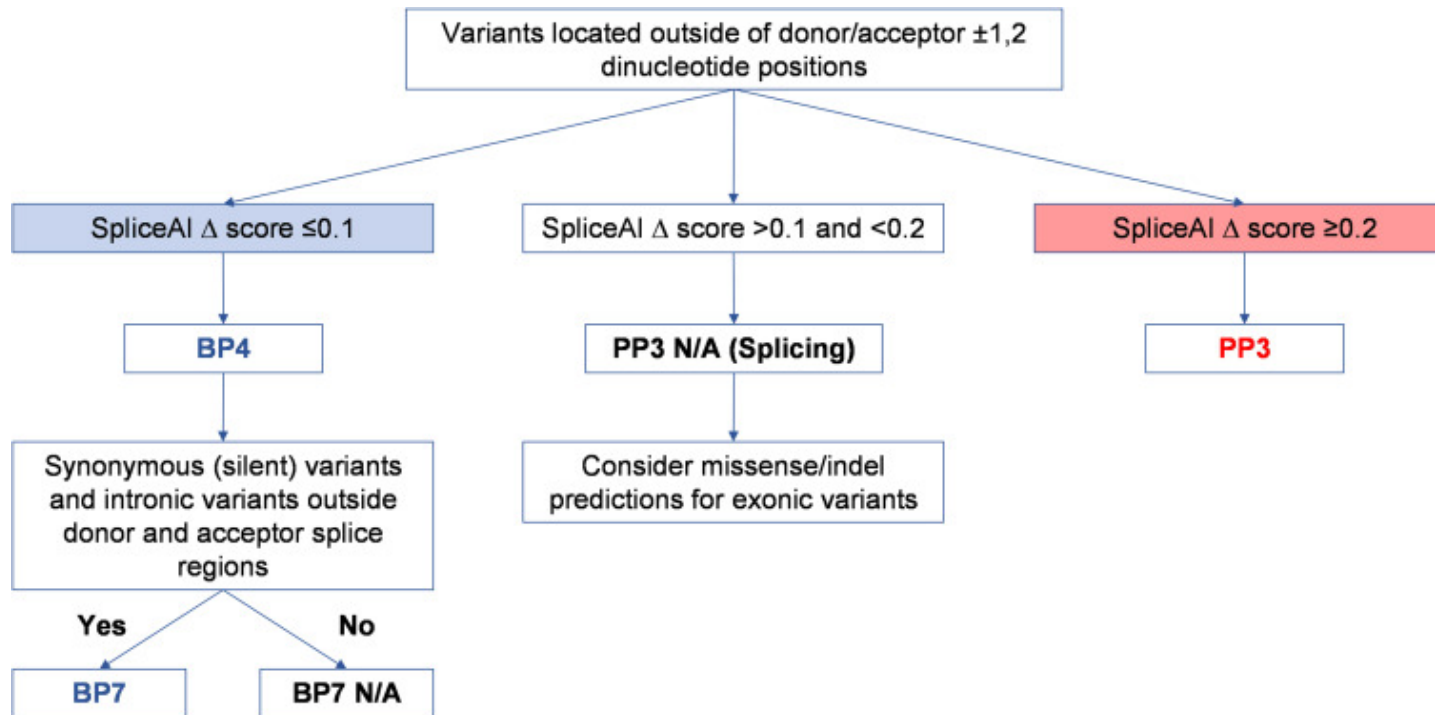 Variants located outside of donor/acceptor ±1,2
dinucleotide positions
SpliceAI Δ score ≤0.1
SpliceAI Δ score >0.1 and <0.2
SpliceAI Δ score ≥0.2
BP4
PP3 N/A (Splicing)
PP3
Synonymous (silent) variants
and intronic variants outside
donor and acceptor splice
regions
Consider missense/indel
predictions for exonic variants
Yes
No
BP7
BP7 N/A